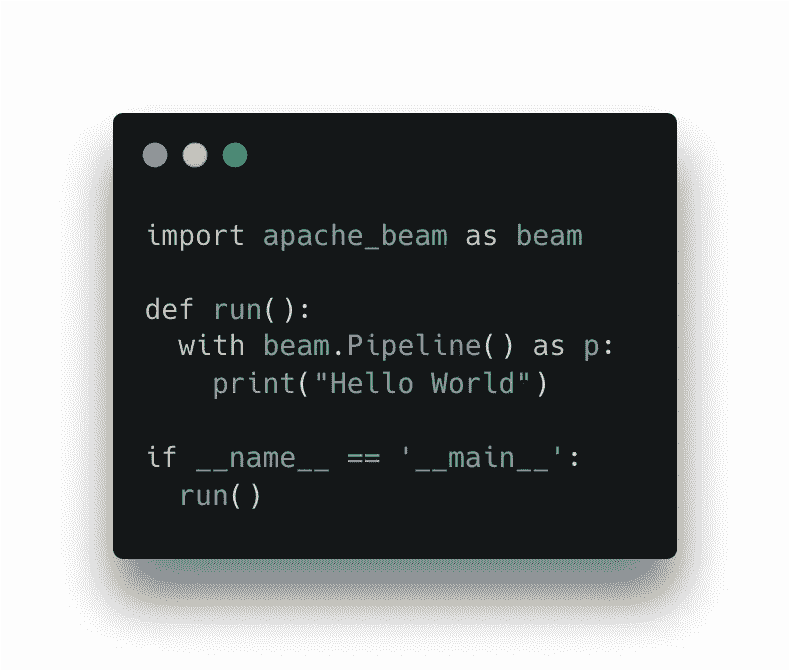 import apache_beam as beam
def run():
  with beam.Pipeline() as p:
    print("Hello World")
if __name__ == '__main__':
  run()